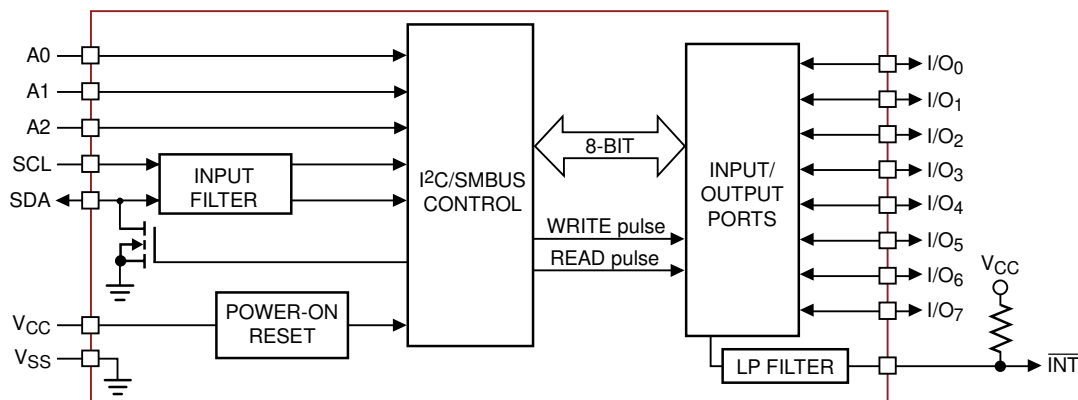 A0
A1
A2
SCL
SDA
VCC
VSS
INPUT
FILTER
POWER-ON
RESET
I²C/SMBUS
CONTROL
8-BIT
WRITE pulse
READ pulse
INPUT/
OUTPUT
PORTS
LP FILTER
I/O0
I/O1
I/O2
I/O3
I/O4
I/O5
I/O6
I/O7
VCC
INT